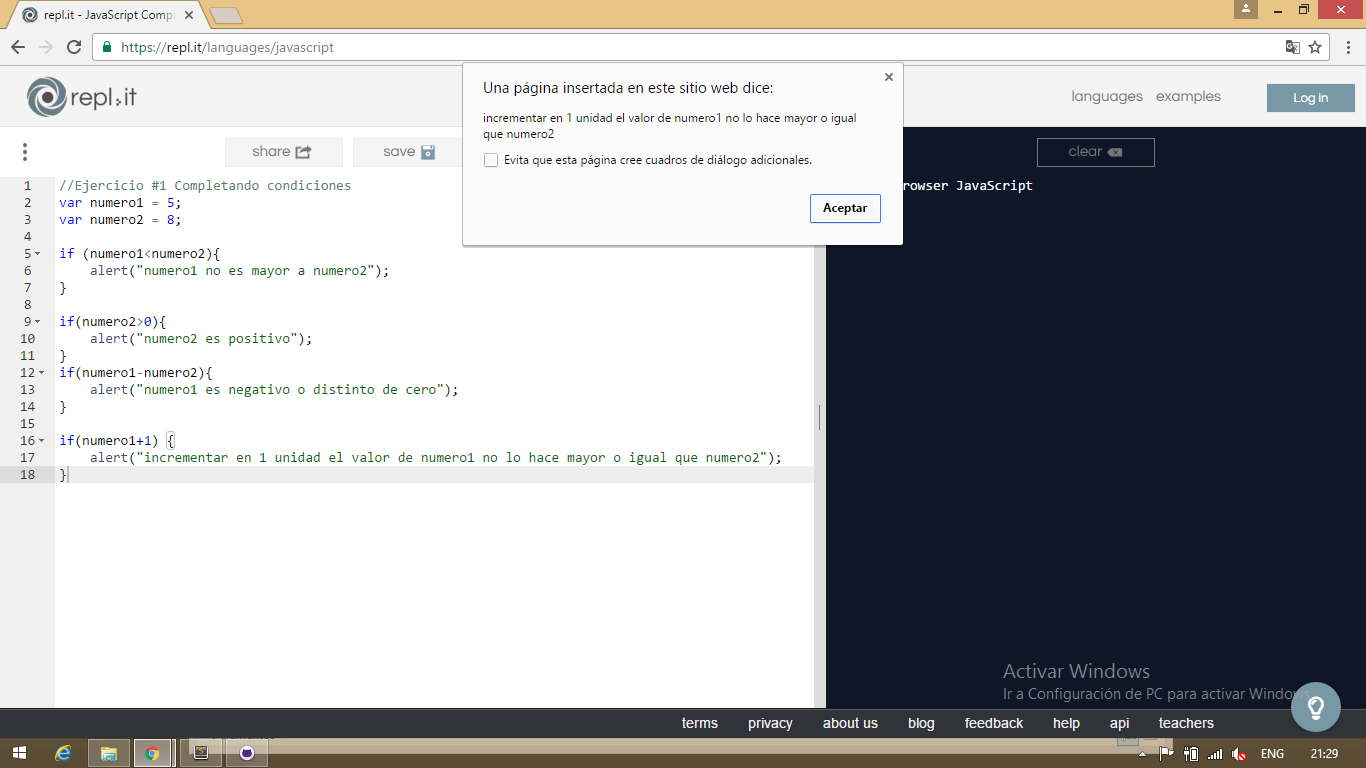 repl.it - JavaScript Comp
https://repl.it/languages/javascript
repl.it
languages examples
Log in
Una página insertada en este sitio web dice:
incrementar en 1 unidad el valor de numero1 no lo hace mayor o igual
que numero2
Evita que esta página cree cuadros de diálogo adicionales.
Aceptar
share save
clear
rowser JavaScript
1 //Ejercicio #1 Completando condiciones
2 var numero1 = 5;
3 var numero2 = 8;
4
5 if (numero1<numero2){
6 alert("numero1 no es mayor a numero2");
7 }
8
9 if(numero2>0){
10 alert("numero2 es positivo");
11 }
12 if(numero1-numero2){
13 alert("numero1 es negativo o distinto de cero");
14 }
15
16 if(numero1+1) {
17 alert("incrementar en 1 unidad el valor de numero1 no lo hace mayor o igual que numero2");
18 }
Activar Windows
Ir a Configuración de PC para activar Windows.
terms privacy about us blog feedback help api teachers
ENG 21:29